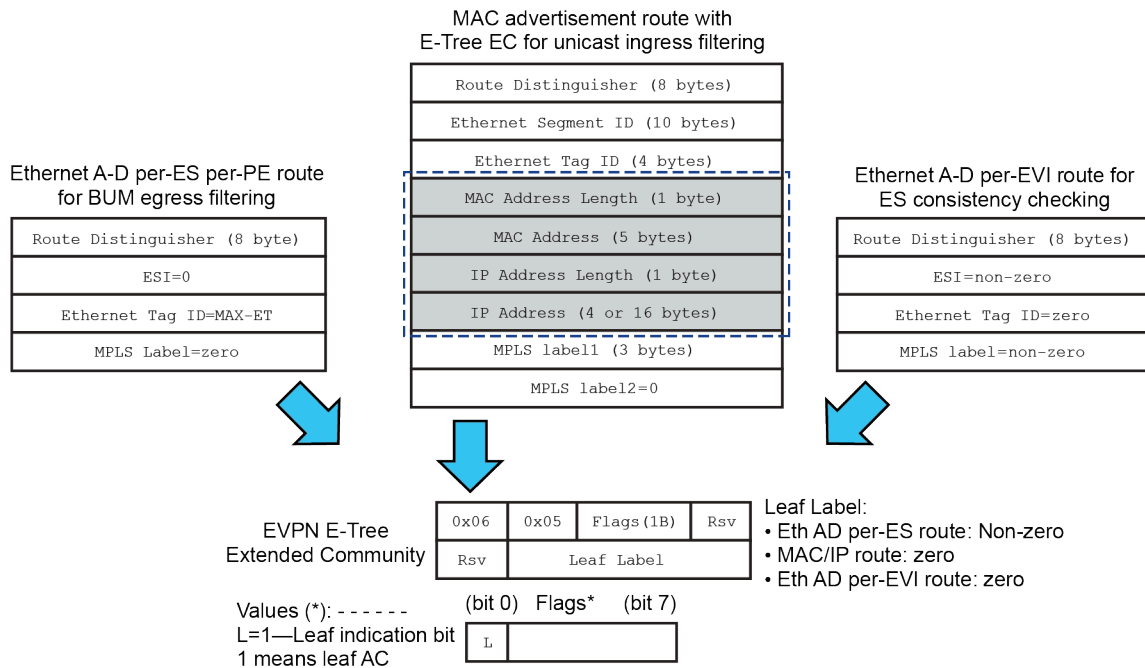 MAC advertisement route with
E-Tree EC for unicast ingress filtering
Route Distinguisher (8 bytes)
Ethernet Segment ID (10 bytes)
Ethernet Tag ID (4 bytes)
MAC Address Length (1 byte)
MAC Address (5 bytes)
IP Address Length (1 byte)
IP Address (4 or 16 bytes)
MPLS label1 (3 bytes)
MPLS label2=0
Ethernet A-D per-ES per-PE route
for BUM egress filtering
Route Distinguisher (8 byte)
ESI=0
Ethernet Tag ID=MAX-ET
MPLS Label=zero
Ethernet A-D per-EVI route for
ES consistency checking
Route Distinguisher (8 bytes)
ESI=non-zero
Ethernet Tag ID=zero
MPLS label=non-zero
EVPN E-Tree
Extended Community
0x06 0x05 Flags(1B) Rsv
Rsv Leaf Label
Leaf Label:
• Eth AD per-ES route: Non-zero
• MAC/IP route: zero
• Eth AD per-EVI route: zero
(bit 0) Flags* (bit 7)
Values (*): - - - - - -
L=1—Leaf indication bit
1 means leaf AC
L